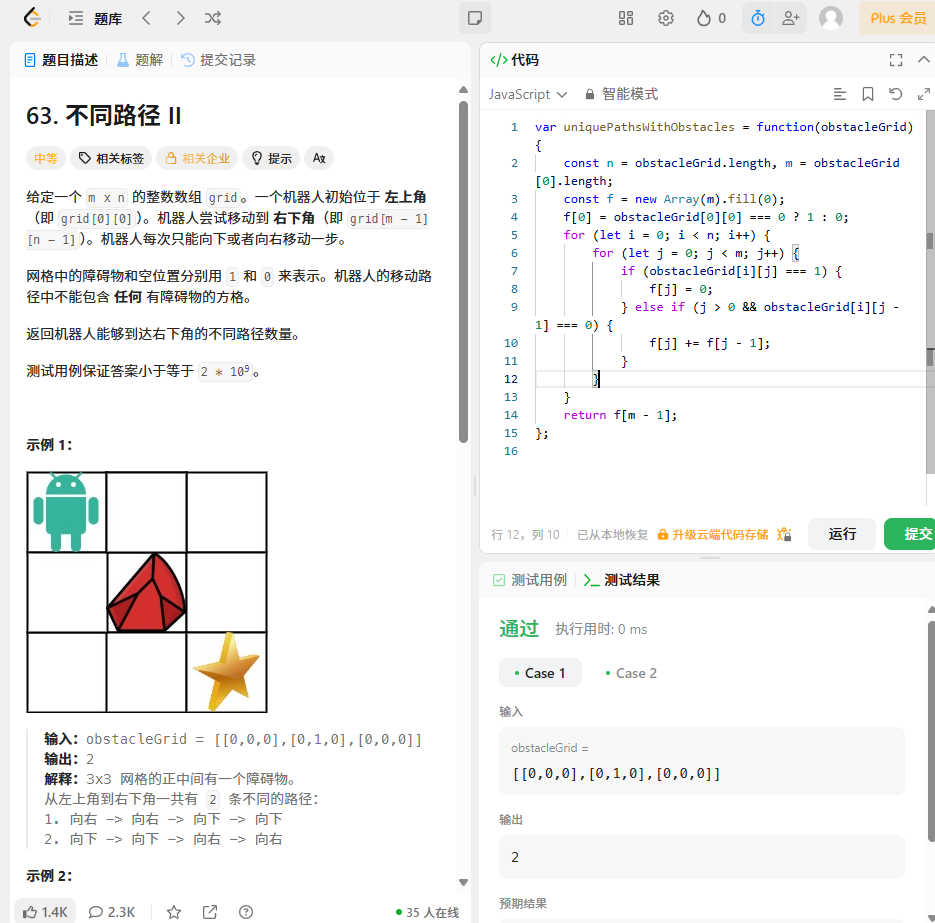 题库
0
Plus 会员
题目描述
题解
提交记录
63. 不同路径 II
中等
相关标签
相关企业
提示
给定一个 m x n 的整数数组 grid。一个机器人初始位于 左上角
（即 grid[0][0]）。机器人尝试移动到 右下角（即 grid[m - 1]
[n - 1]）。机器人每次只能向下或者向右移动一步。
网格中的障碍物和空位置分别用 1 和 0 来表示。机器人的移动路
径中不能包含 任何 有障碍物的方格。
返回机器人能够到达右下角的不同路径数量。
测试用例保证答案小于等于 2 * 10⁹。
示例 1：
输入：obstacleGrid = [[0,0,0],[0,1,0],[0,0,0]]
输出：2
解释：3x3 网格的正中间有一个障碍物。
从左上角到右下角一共有 2 条不同的路径：
1. 向右 -> 向右 -> 向下 -> 向下
2. 向下 -> 向下 -> 向右 -> 向右
示例 2：
1.4K
2.3K
35 人在线
</> 代码
JavaScript
智能模式
1 var uniquePathsWithObstacles = function(obstacleGrid)
{
2 const n = obstacleGrid.length, m = obstacleGrid
[0].length;
3 const f = new Array(m).fill(0);
4 f[0] = obstacleGrid[0][0] === 0 ? 1 : 0;
5 for (let i = 0; i < n; i++) {
6 for (let j = 0; j < m; j++) {
7 if (obstacleGrid[i][j] === 1) {
8 f[j] = 0;
9 } else if (j > 0 && obstacleGrid[i][j -
1] === 0) {
10 f[j] += f[j - 1];
11 }
12 }
13 }
14 return f[m - 1];
15 };
16
行 12，列 10
已从本地恢复
升级云端代码存储
运行
提交
测试用例
测试结果
通过
执行用时: 0 ms
Case 1
Case 2
输入
obstacleGrid =
[[0,0,0],[0,1,0],[0,0,0]]
输出
2
预期结果